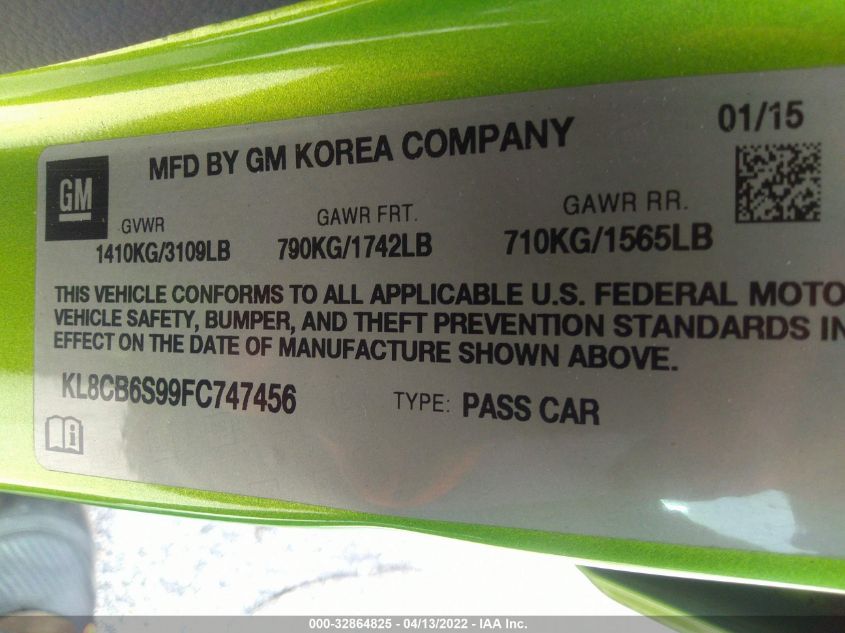 01/15
MFD BY GM KOREA COMPANY
GM
GVWR GAWR FRT. GAWR RR.
1410KG/3109LB 790KG/1742LB 710KG/1565LB
THIS VEHICLE CONFORMS TO ALL APPLICABLE U.S. FEDERAL MOTO
VEHICLE SAFETY, BUMPER, AND THEFT PREVENTION STANDARDS IN
EFFECT ON THE DATE OF MANUFACTURE SHOWN ABOVE.
KL8CB6S99FC747456 TYPE: PASS CAR
000-32864825 - 04/13/2022 - IAA Inc.